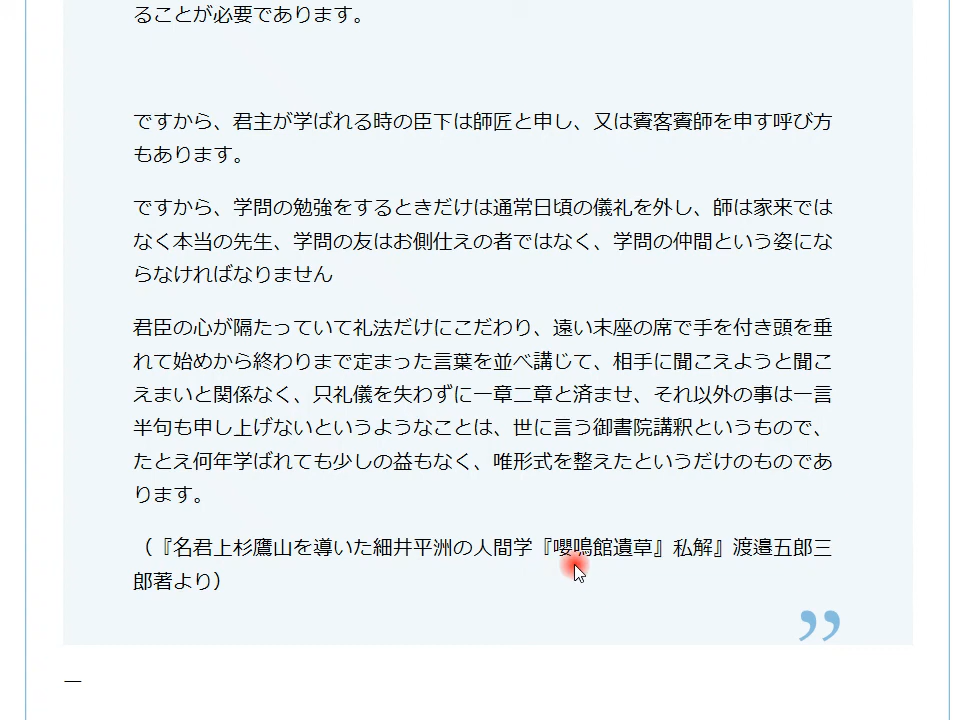 ることが必要であります。
ですから、君主が学ばれる時の臣下は師匠と申し、又は賓客賓師を申す呼び方
もあります。
ですから、学問の勉強をするときだけは通常日頃の儀礼を外し、師は家来では
なく本当の先生、学問の友はお側仕えの者ではなく、学問の仲間という姿にな
らなければなりません
君臣の心が隔たっていて礼法だけにこだわり、遠い末座の席で手を付き頭を垂
れて始めから終わりまで定まった言葉を並べ講じて、相手に聞こえようと聞こ
えまいと関係なく、只礼儀を失わずに一章二章と済ませ、それ以外の事は一言
半句も申し上げないというようなことは、世に言う御書院講釈というもので、
たとえ何年学ばれても少しの益もなく、唯形式を整えたというだけのものであ
ります。
（『名君上杉鷹山を導いた細井平洲の人間学『嚶鳴館遺草』私解』渡邉五郎三
郎著より）
”
—